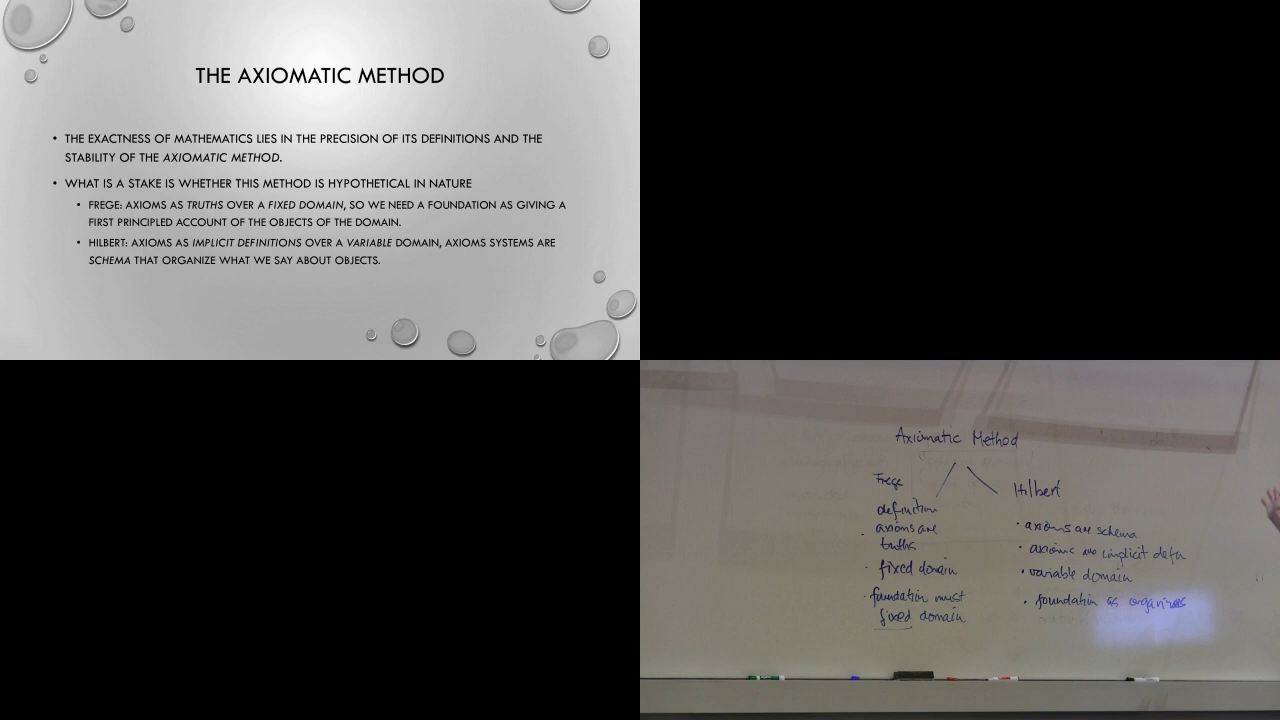 THE AXIOMATIC METHOD
• THE EXACTNESS OF MATHEMATICS LIES IN THE PRECISION OF ITS DEFINITIONS AND THE
STABILITY OF THE AXIOMATIC METHOD.
• WHAT IS A STAKE IS WHETHER THIS METHOD IS HYPOTHETICAL IN NATURE
• FREGE: AXIOMS AS TRUTHS OVER A FIXED DOMAIN, SO WE NEED A FOUNDATION AS GIVING A
FIRST PRINCIPLED ACCOUNT OF THE OBJECTS OF THE DOMAIN.
• HILBERT: AXIOMS AS IMPLICIT DEFINITIONS OVER A VARIABLE DOMAIN, AXIOMS SYSTEMS ARE
SCHEMA THAT ORGANIZE WHAT WE SAY ABOUT OBJECTS.
Axiomatic Method
Frege
definition
· axioms are
truths
· fixed domain
· foundation must
fixed domain
Hilbert
· axioms are schema
· axioms are implicit
· variable domain
· foundation as